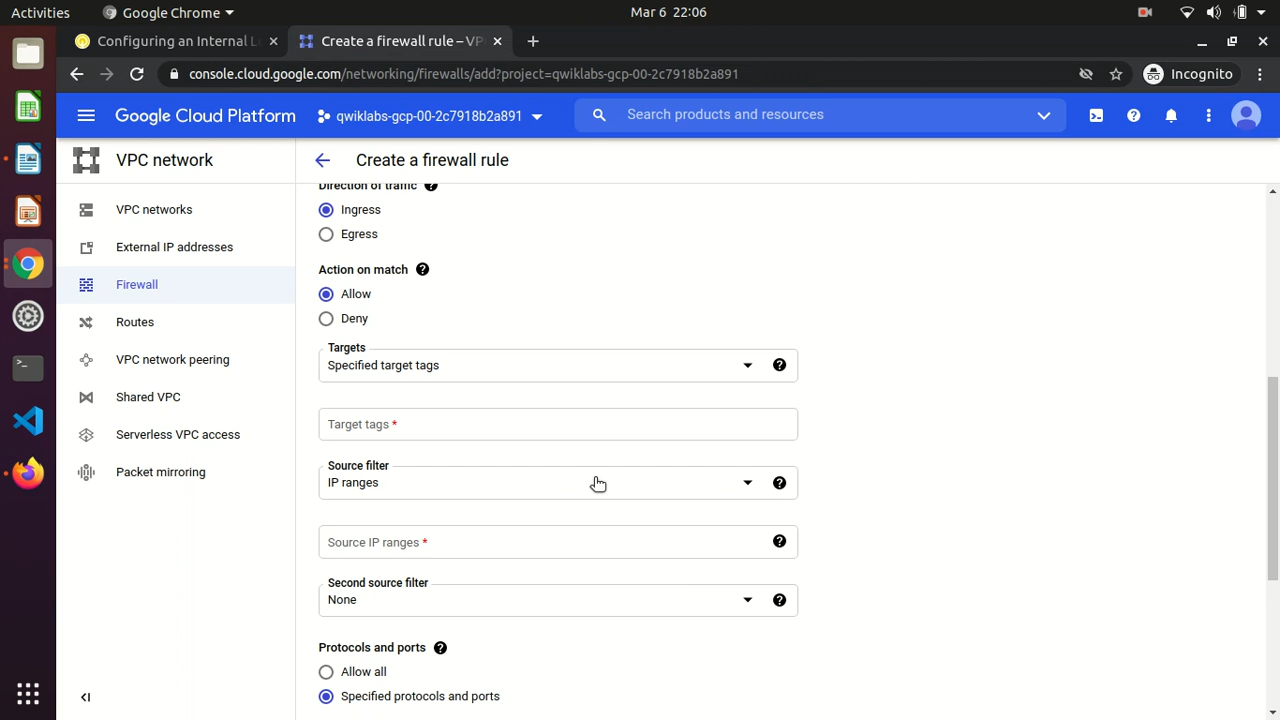 Activities
Google Chrome
Mar 6 22:06
Configuring an Internal L
Create a firewall rule – VP
console.cloud.google.com/networking/firewalls/add?project=qwiklabs-gcp-00-2c7918b2a891
Incognito
Google Cloud Platform
qwiklabs-gcp-00-2c7918b2a891
Search products and resources
VPC network
Create a firewall rule
VPC networks
External IP addresses
Firewall
Routes
VPC network peering
Shared VPC
Serverless VPC access
Packet mirroring
Direction of traffic
Ingress
Egress
Action on match
Allow
Deny
Targets
Specified target tags
Target tags *
Source filter
IP ranges
Source IP ranges *
Second source filter
None
Protocols and ports
Allow all
Specified protocols and ports